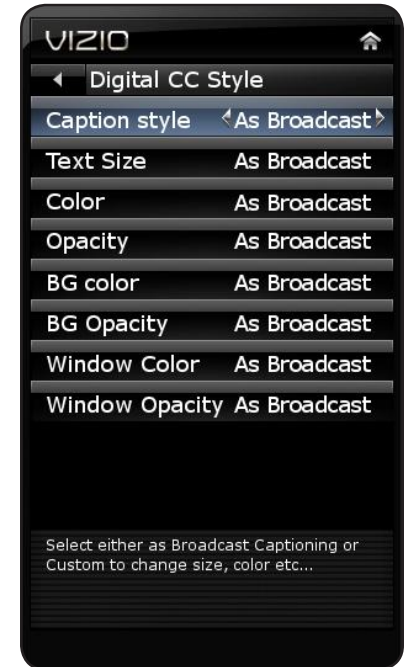 VIZIO
Digital CC Style
Caption style As Broadcast
Text Size As Broadcast
Color As Broadcast
Opacity As Broadcast
BG color As Broadcast
BG Opacity As Broadcast
Window Color As Broadcast
Window Opacity As Broadcast
Select either as Broadcast Captioning or
Custom to change size, color etc...